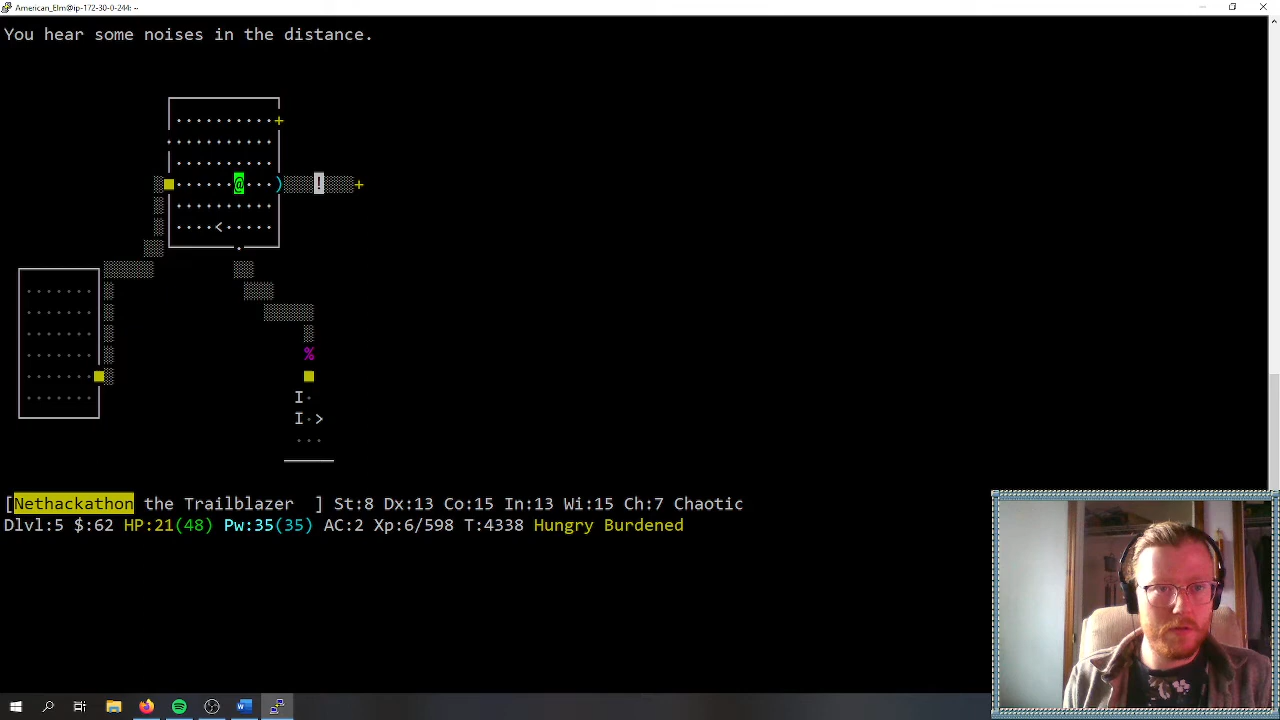 American_Elm@ip-172-30-0-244: ~
You hear some noises in the distance.
. . . . . . . . . . +
. . . . . . . . . . .
. . . . . . . . . .
. . . . . . @ . . . ) ! +
. . . . . . . . . .
. . . . < . . . . .
.
. . . . . . .
. . . . . . .
. . . . . . .
%
. . . . . . .
. . . . . . .
I .
. . . . . . .
I . >
. . .
[Nethackathon the Trailblazer ] St:8 Dx:13 Co:15 In:13 Wi:15 Ch:7 Chaotic
Dlvl:5 $:62 HP:21(48) Pw:35(35) AC:2 Xp:6/598 T:4338 Hungry Burdened